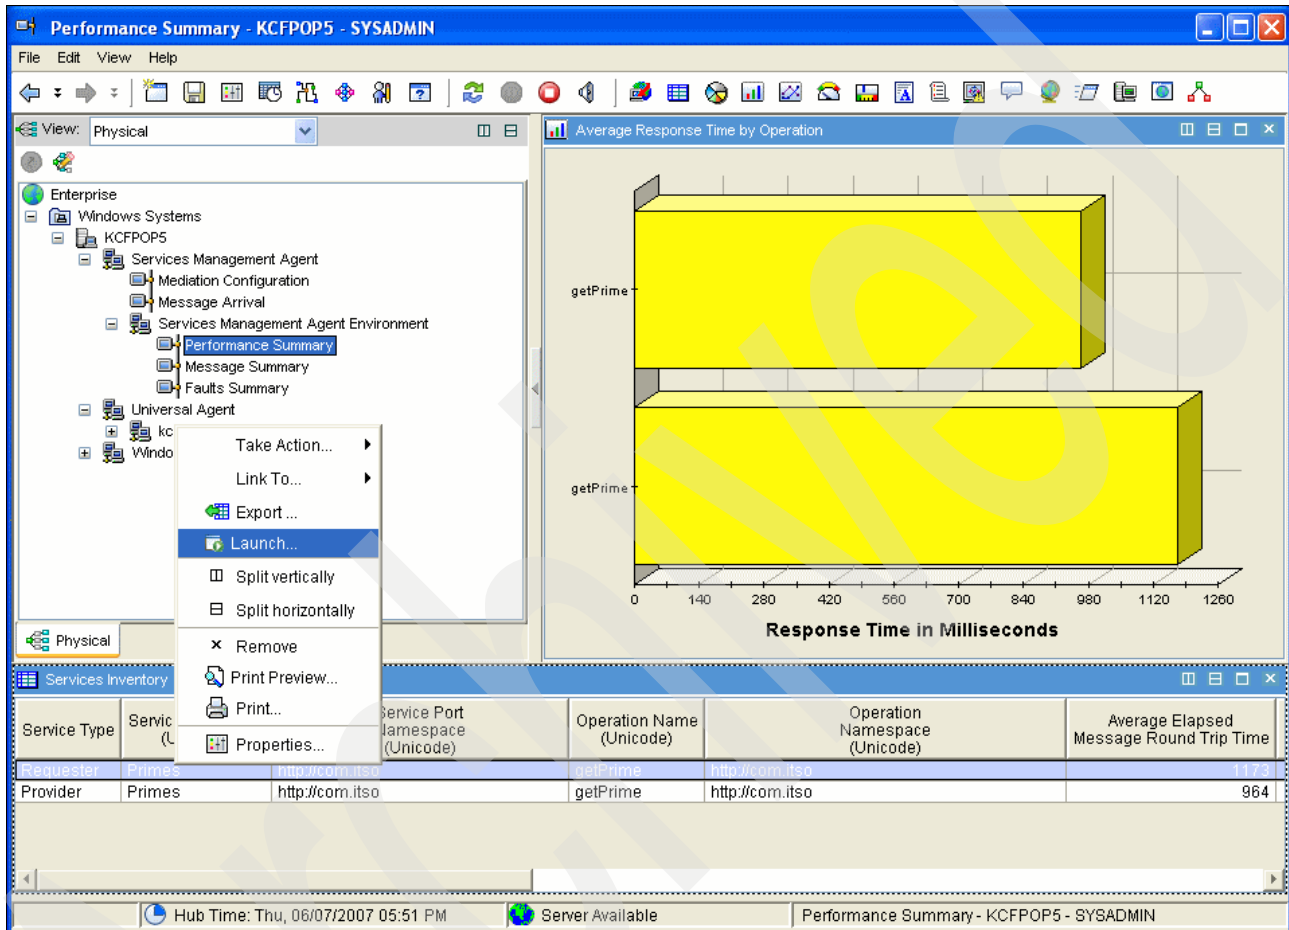 Performance Summary - KCFPOP5 - SYSADMIN
File Edit View Help
View: Physical
Enterprise
Windows Systems
KCFPOP5
Services Management Agent
Mediation Configuration
Message Arrival
Services Management Agent Environment
Performance Summary
Message Summary
Faults Summary
Universal Agent
kc
Windo
Physical
Take Action...
Link To...
Export ...
Launch...
Split vertically
Split horizontally
Remove
Print Preview...
Print...
Properties...
Average Response Time by Operation
getPrime
getPrime
0 140 280 420 560 700 840 980 1120 1260
Response Time in Milliseconds
Services Inventory
Service Type Servic (U Service Port Namespace (Unicode) Operation Name (Unicode) Operation Namespace (Unicode) Average Elapsed Message Round Trip Time
Requester Primes http://com.itso getPrime http://com.itso 1173
Provider Primes http://com.itso getPrime http://com.itso 964
Hub Time: Thu, 06/07/2007 05:51 PM Server Available Performance Summary - KCFPOP5 - SYSADMIN